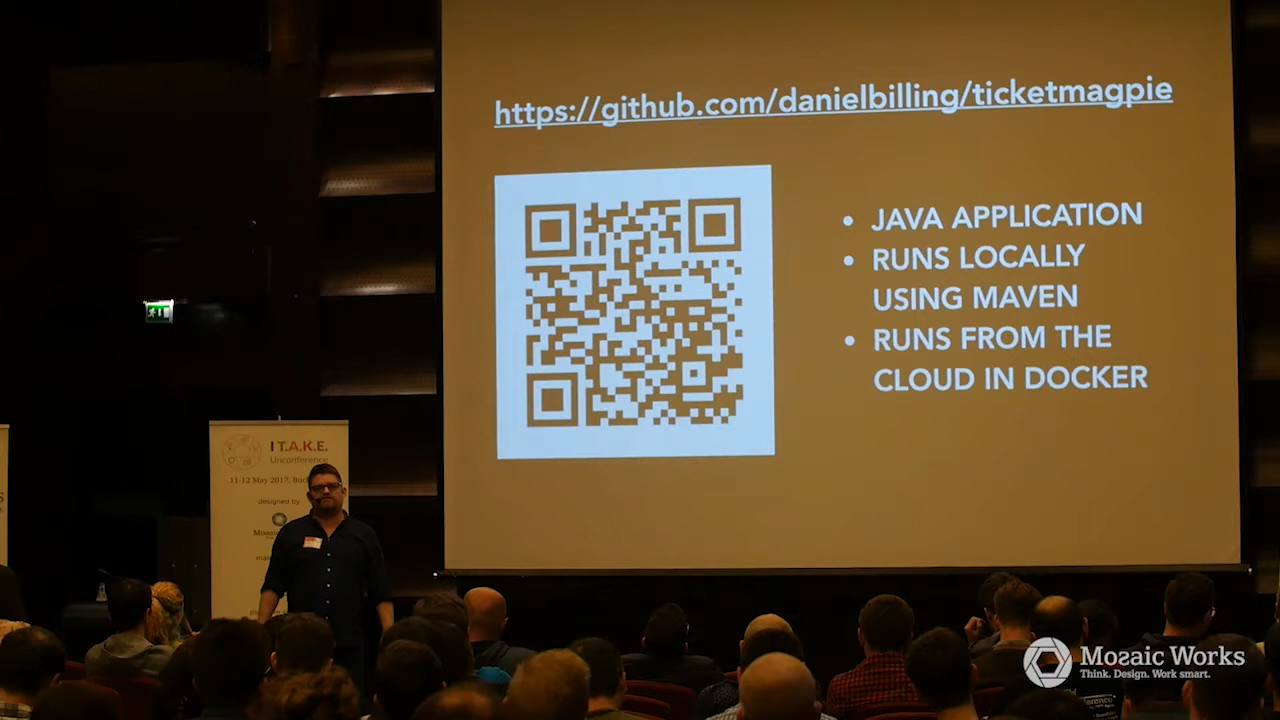 https://github.com/danielbilling/ticketmagpie
• JAVA APPLICATION
• RUNS LOCALLY
USING MAVEN
• RUNS FROM THE
CLOUD IN DOCKER
I T.A.K.E.
Unconference
11-12 May 2017,
designed by
Mozaic Works
Think. Design. Work smart.